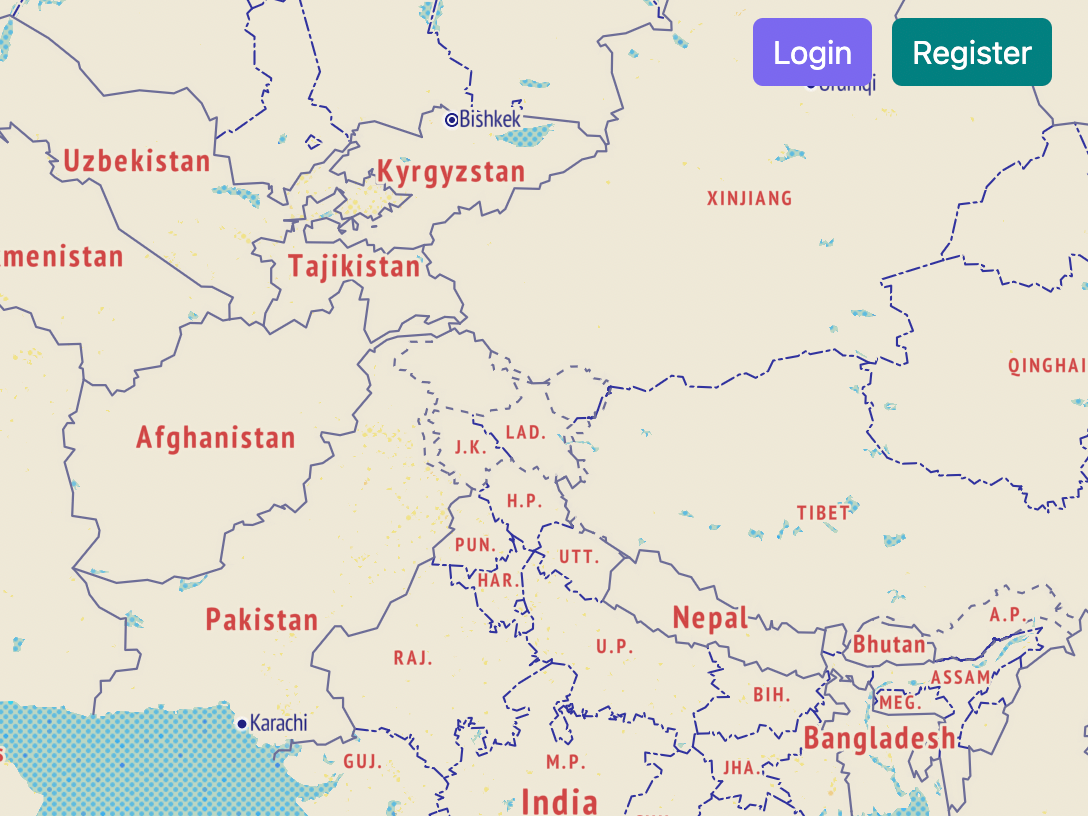 Login
Register
Ürümqi
Bishkek
Uzbekistan
Kyrgyzstan
XINJIANG
menistan
Tajikistan
QINGHAI
Afghanistan
LAD.
J.K.
H.P.
TIBET
PUN.
UTT.
HAR.
Pakistan
Nepal
A.P.
Bhutan
U.P.
RAJ.
ASSAM
BIH.
MEG.
Karachi
Bangladesh
GUJ.
M.P.
JHA.
India